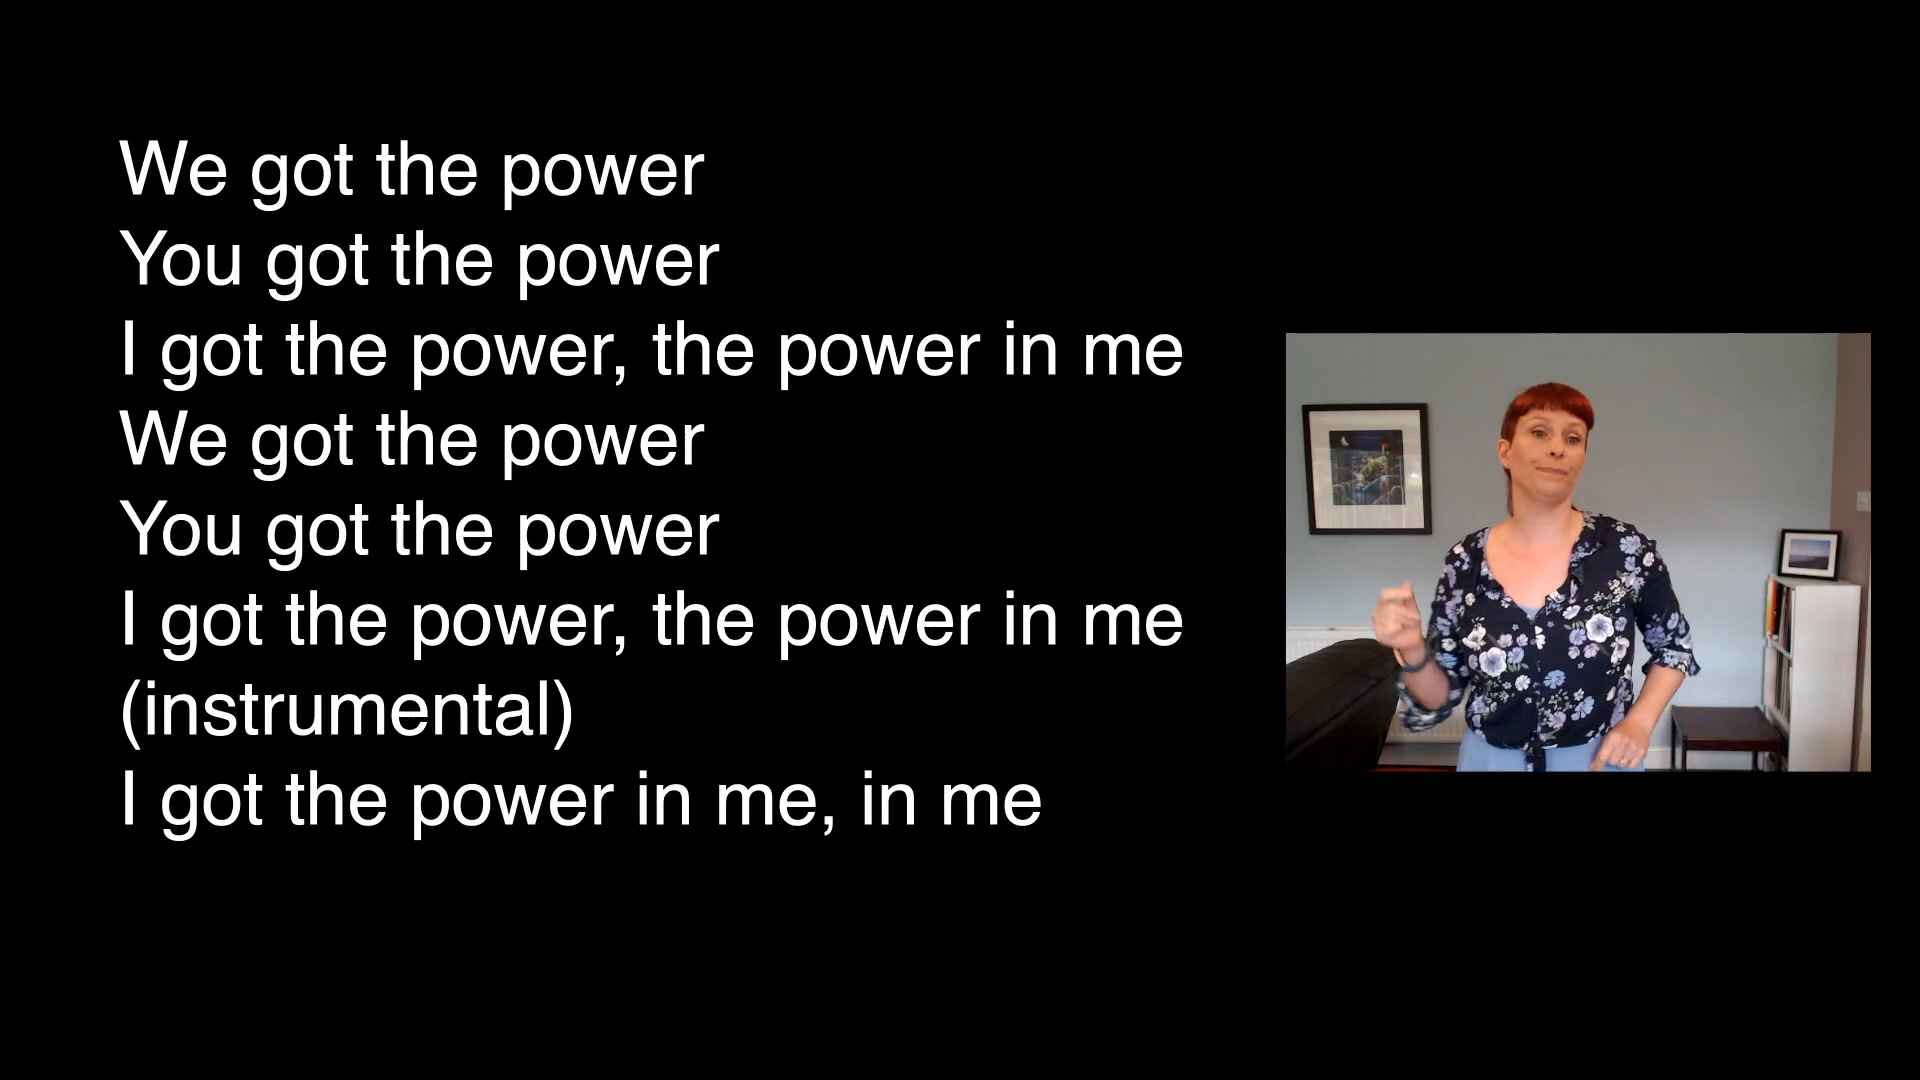 We got the power
You got the power
I got the power, the power in me
We got the power
You got the power
I got the power, the power in me
(instrumental)
I got the power in me, in me